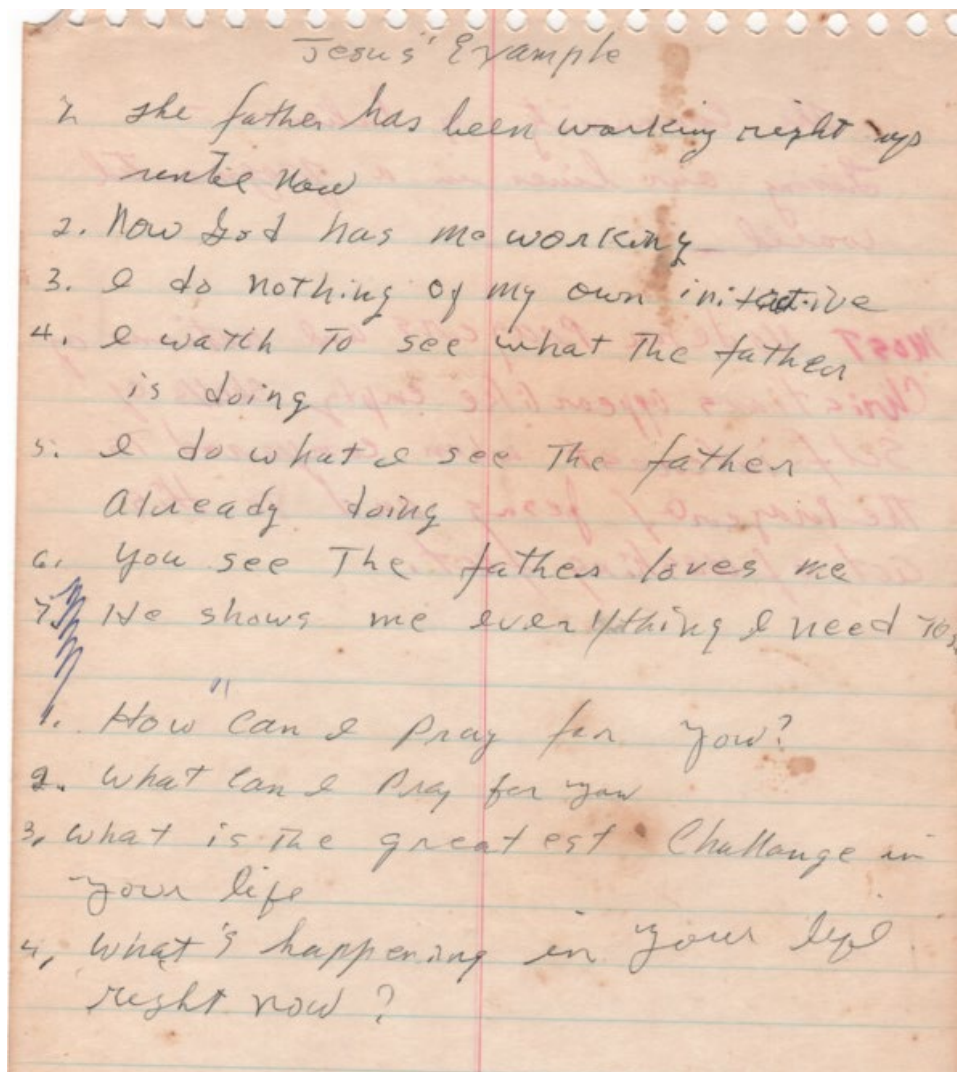 Jesus' Example
1. The father has been working right up
until now
2. Now God has me working
3. I do nothing of my own initative
4. I watch To see what The father
is doing
5. I do what I see The father
Already doing
6. You see The father loves me
7. He shows me everything I need To
1. How "can I pray for you?
2. What can I pray for you
3. what is The greatest Challange in
your life
4. What's happening in your life
right now?